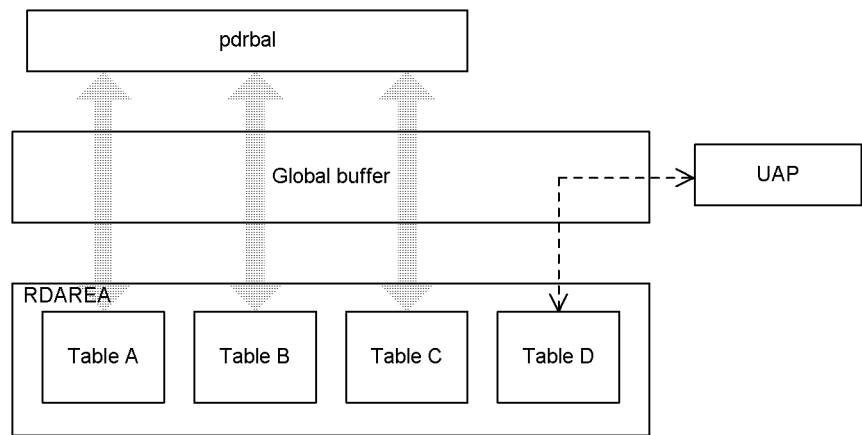 pdrbal
Global buffer
UAP
RDAREA
Table A
Table B
Table C
Table D